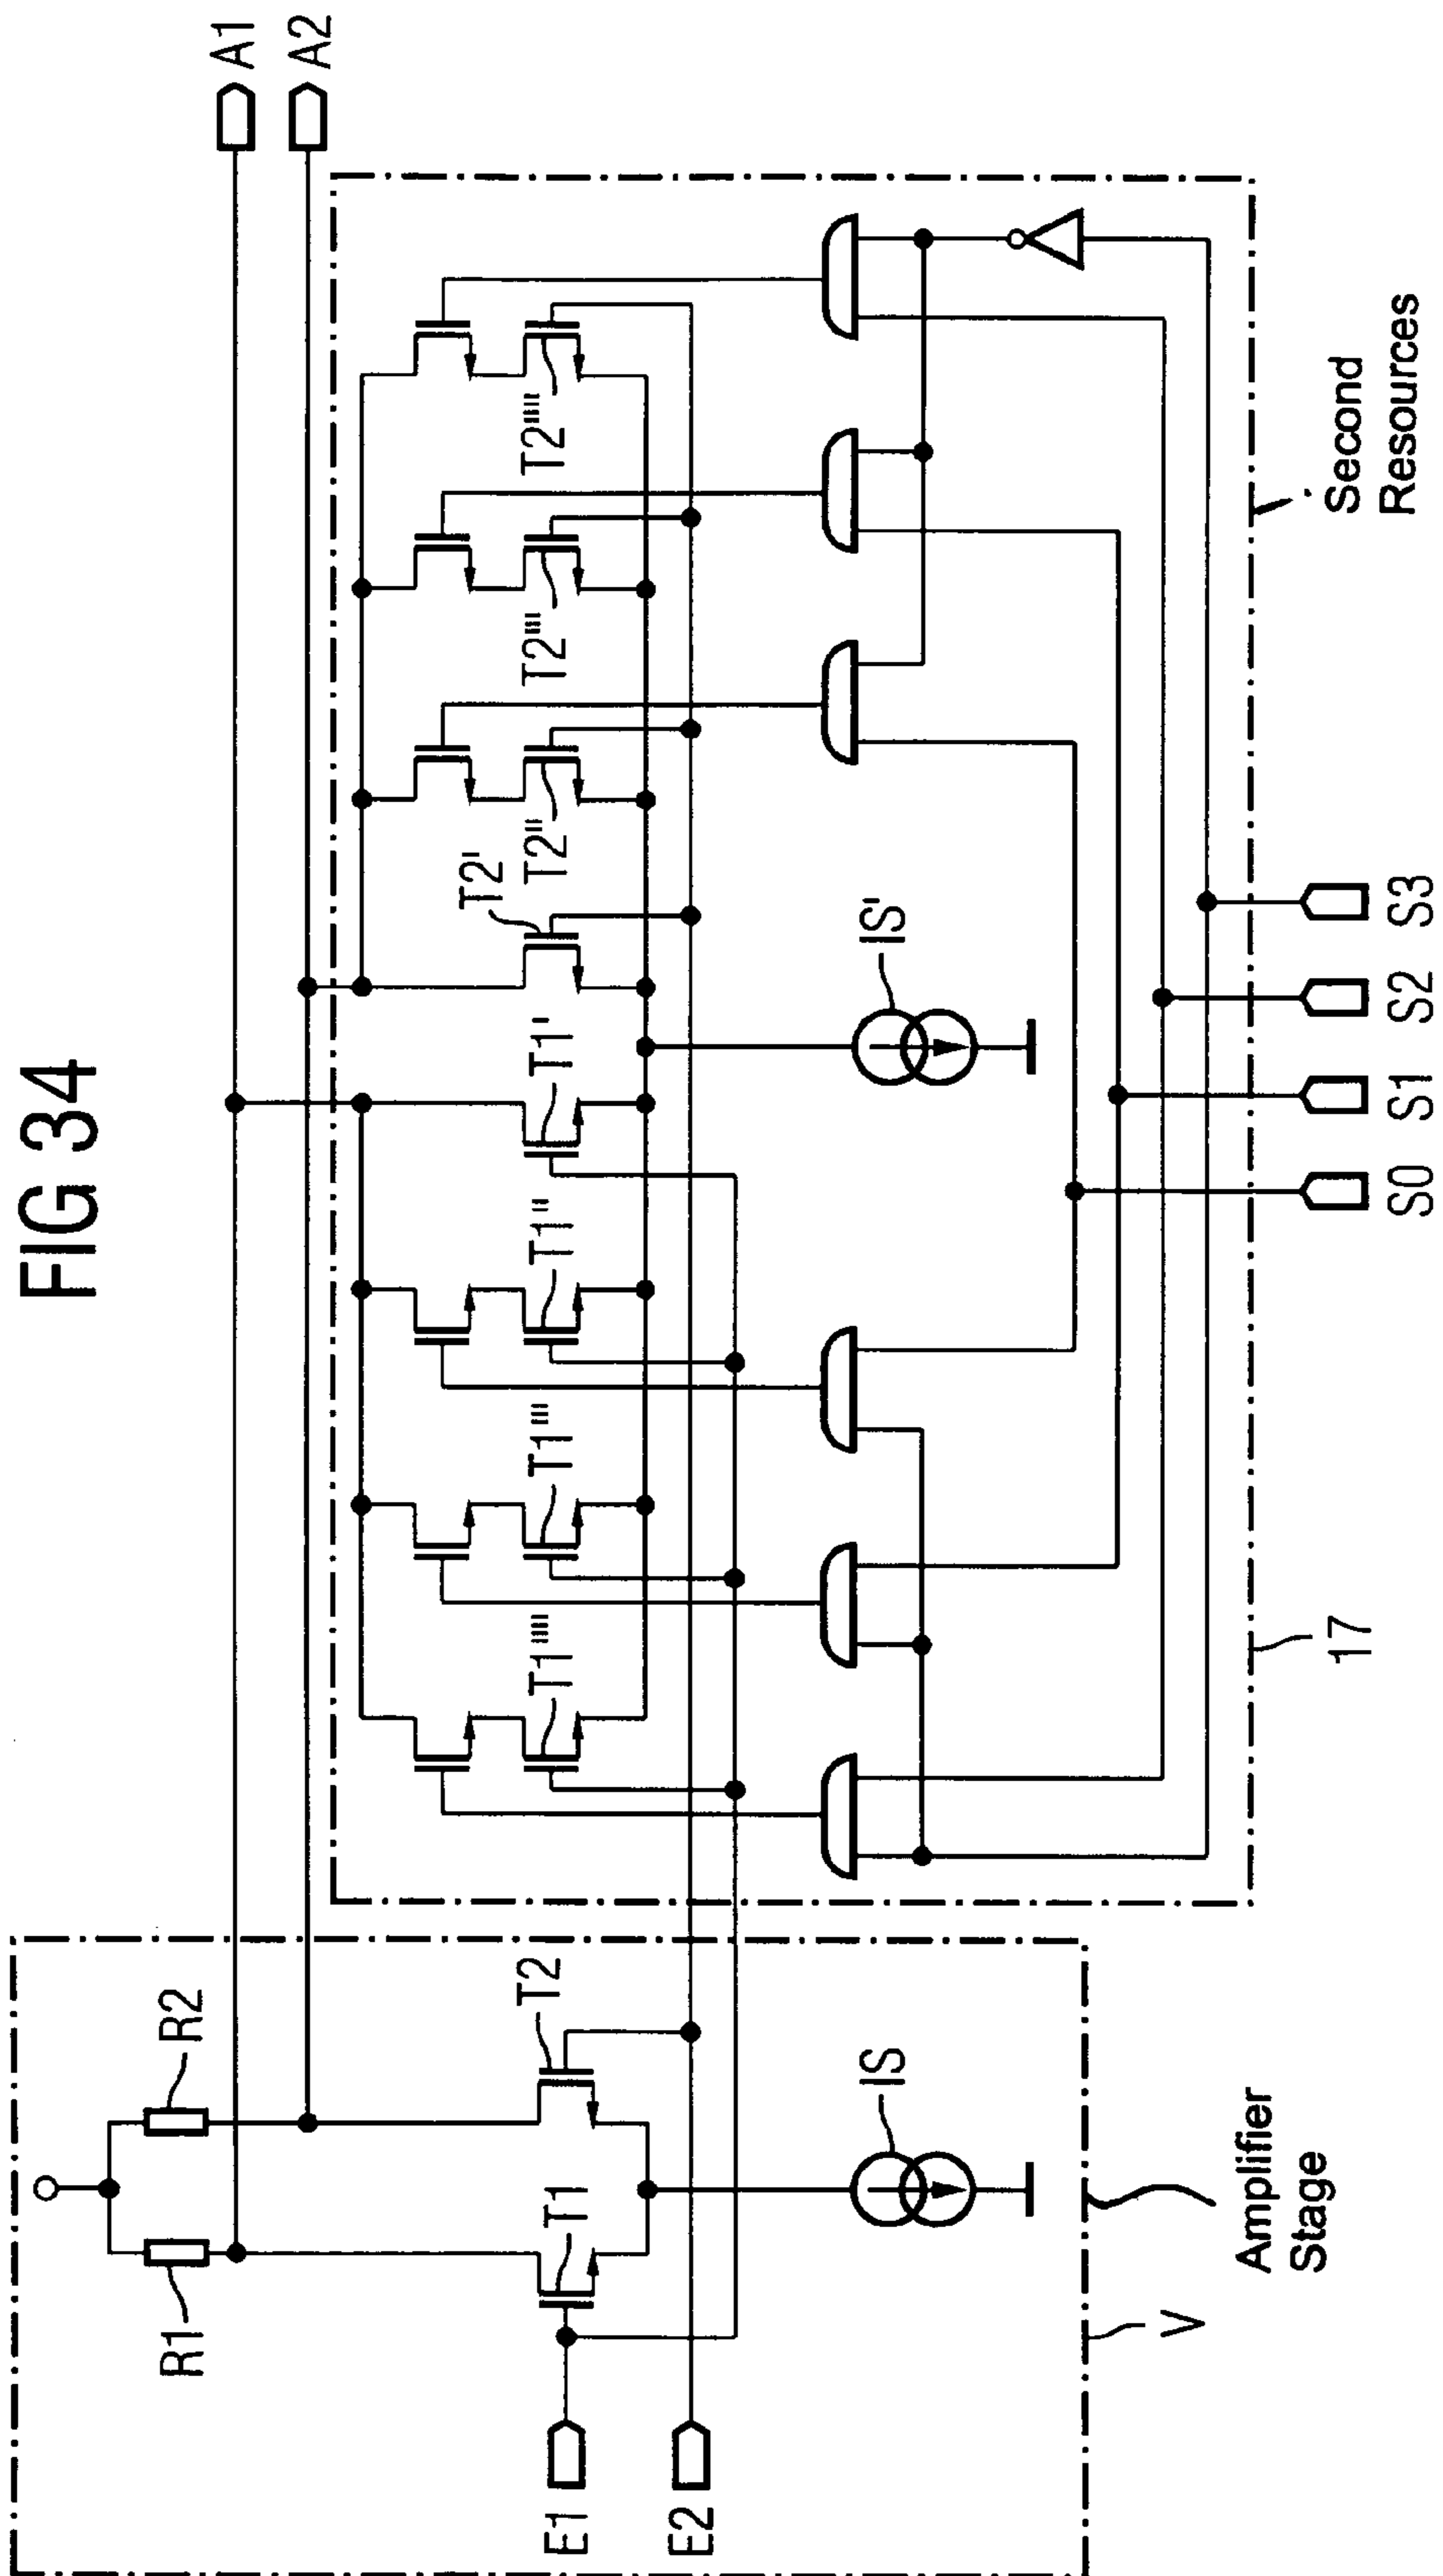 FIG 34
A1
A2
R1
R2
T1
T2
E1
E2
IS
V
Amplifier
Stage
T1''''
T1'''
T1''
T1'
T2'
T2''
T2'''
T2''''
IS'
17
S0
S1
S2
S3
Second
Resources